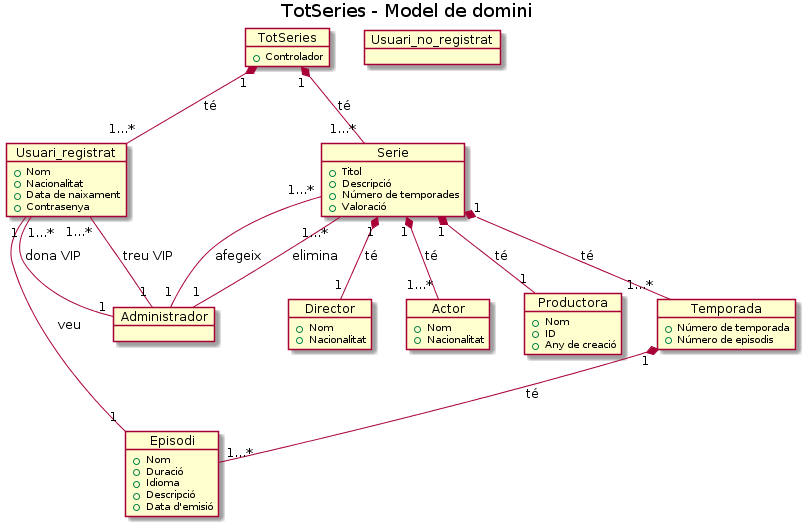 TotSeries - Model de domini
TotSeries
Controlador
Usuari_no_registrat
1
1
té
té
1...*
1...*
Usuari_registrat
Nom
Nacionalitat
Data de naixament
Contrasenya
Serie
Titol
Descripció
Número de temporades
Valoració
1...*
1
1
1...*
1...*
1...*
1
1
1
dona VIP
treu VIP
afegeix
elimina
té
té
té
té
1
1
1
1
1
1...*
1
1...*
Administrador
Director
Nom
Nacionalitat
Actor
Nom
Nacionalitat
Productora
Nom
ID
Any de creació
Temporada
Número de temporada
Número de episodis
veu
1
té
1
1...*
Episodi
Nom
Duració
Idioma
Descripció
Data d'emisió